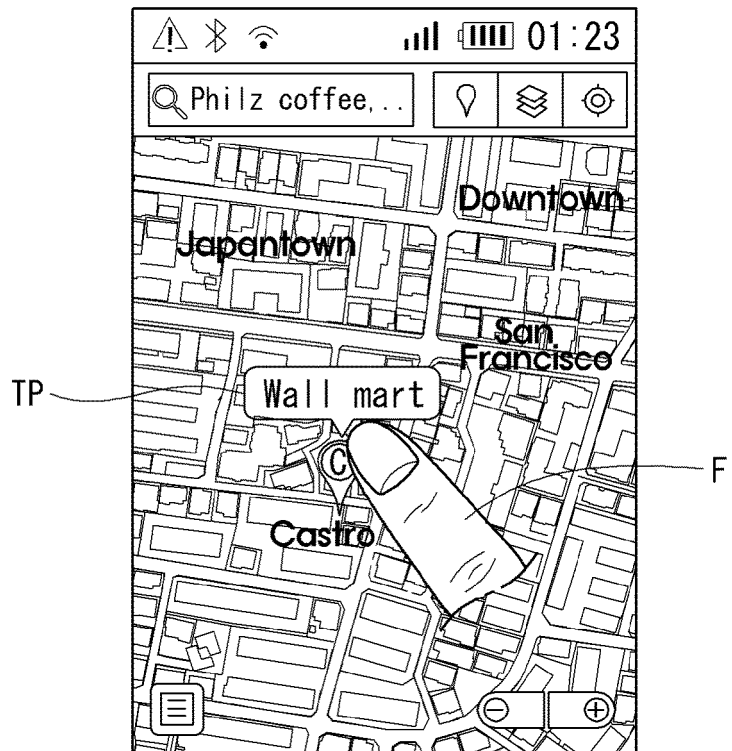 01:23
Philz coffee,..
Downtown
Japantown
San
Francisco
TP
Wall mart
C
F
Castro